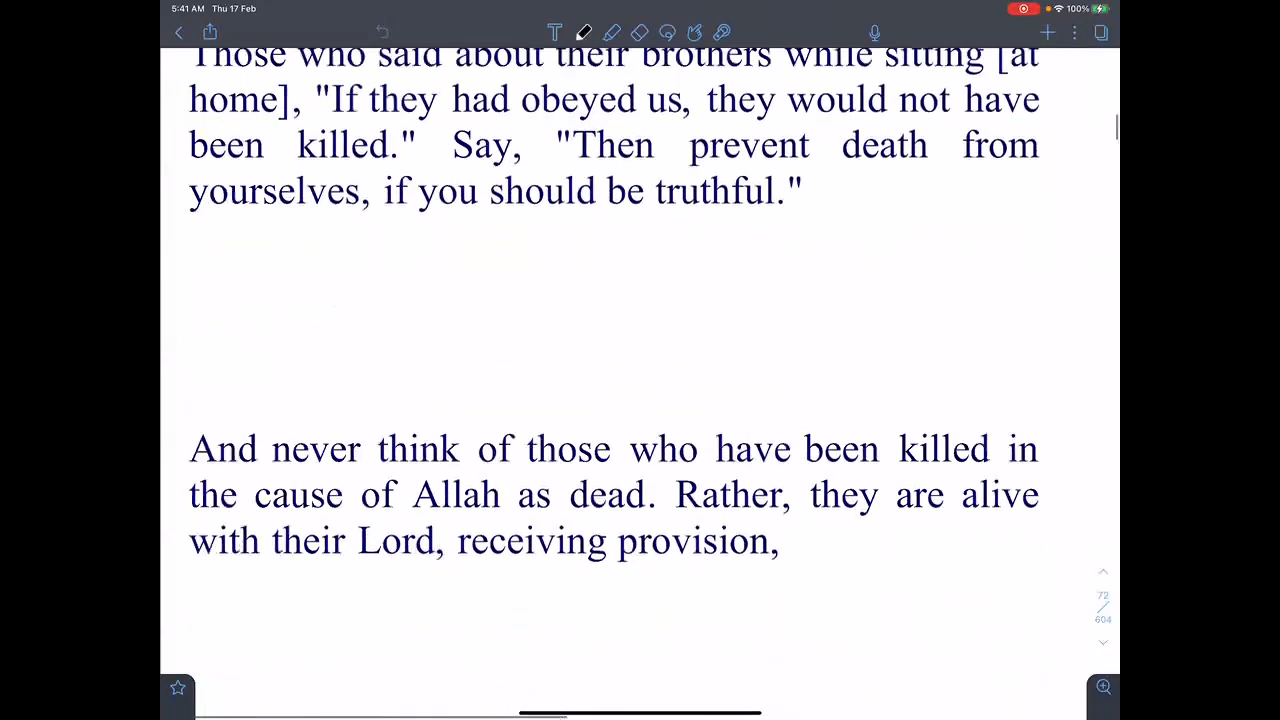 5:41 AM Thu 17 Feb
100%
Those who said about their brothers while sitting [at
home], "If they had obeyed us, they would not have
been killed." Say, "Then prevent death from
yourselves, if you should be truthful."
And never think of those who have been killed in
the cause of Allah as dead. Rather, they are alive
with their Lord, receiving provision,
72
604